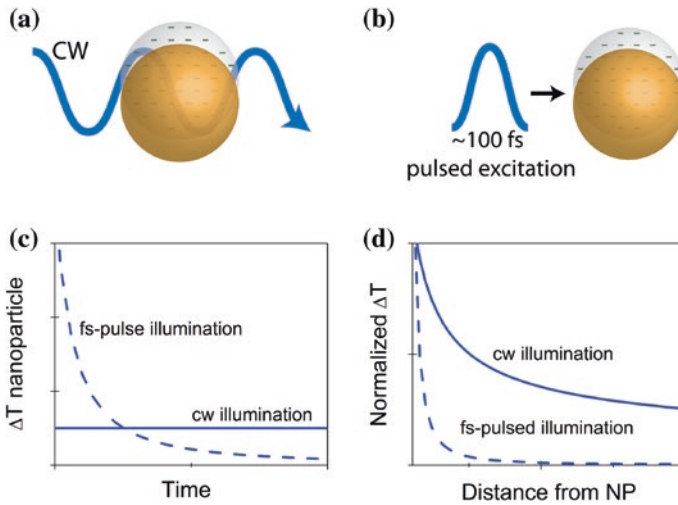 (a)
CW
(b)
~100 fs
pulsed excitation
(c)
ΔT nanoparticle
fs-pulse illumination
cw illumination
Time
(d)
Normalized ΔT
cw illumination
fs-pulsed illumination
Distance from NP